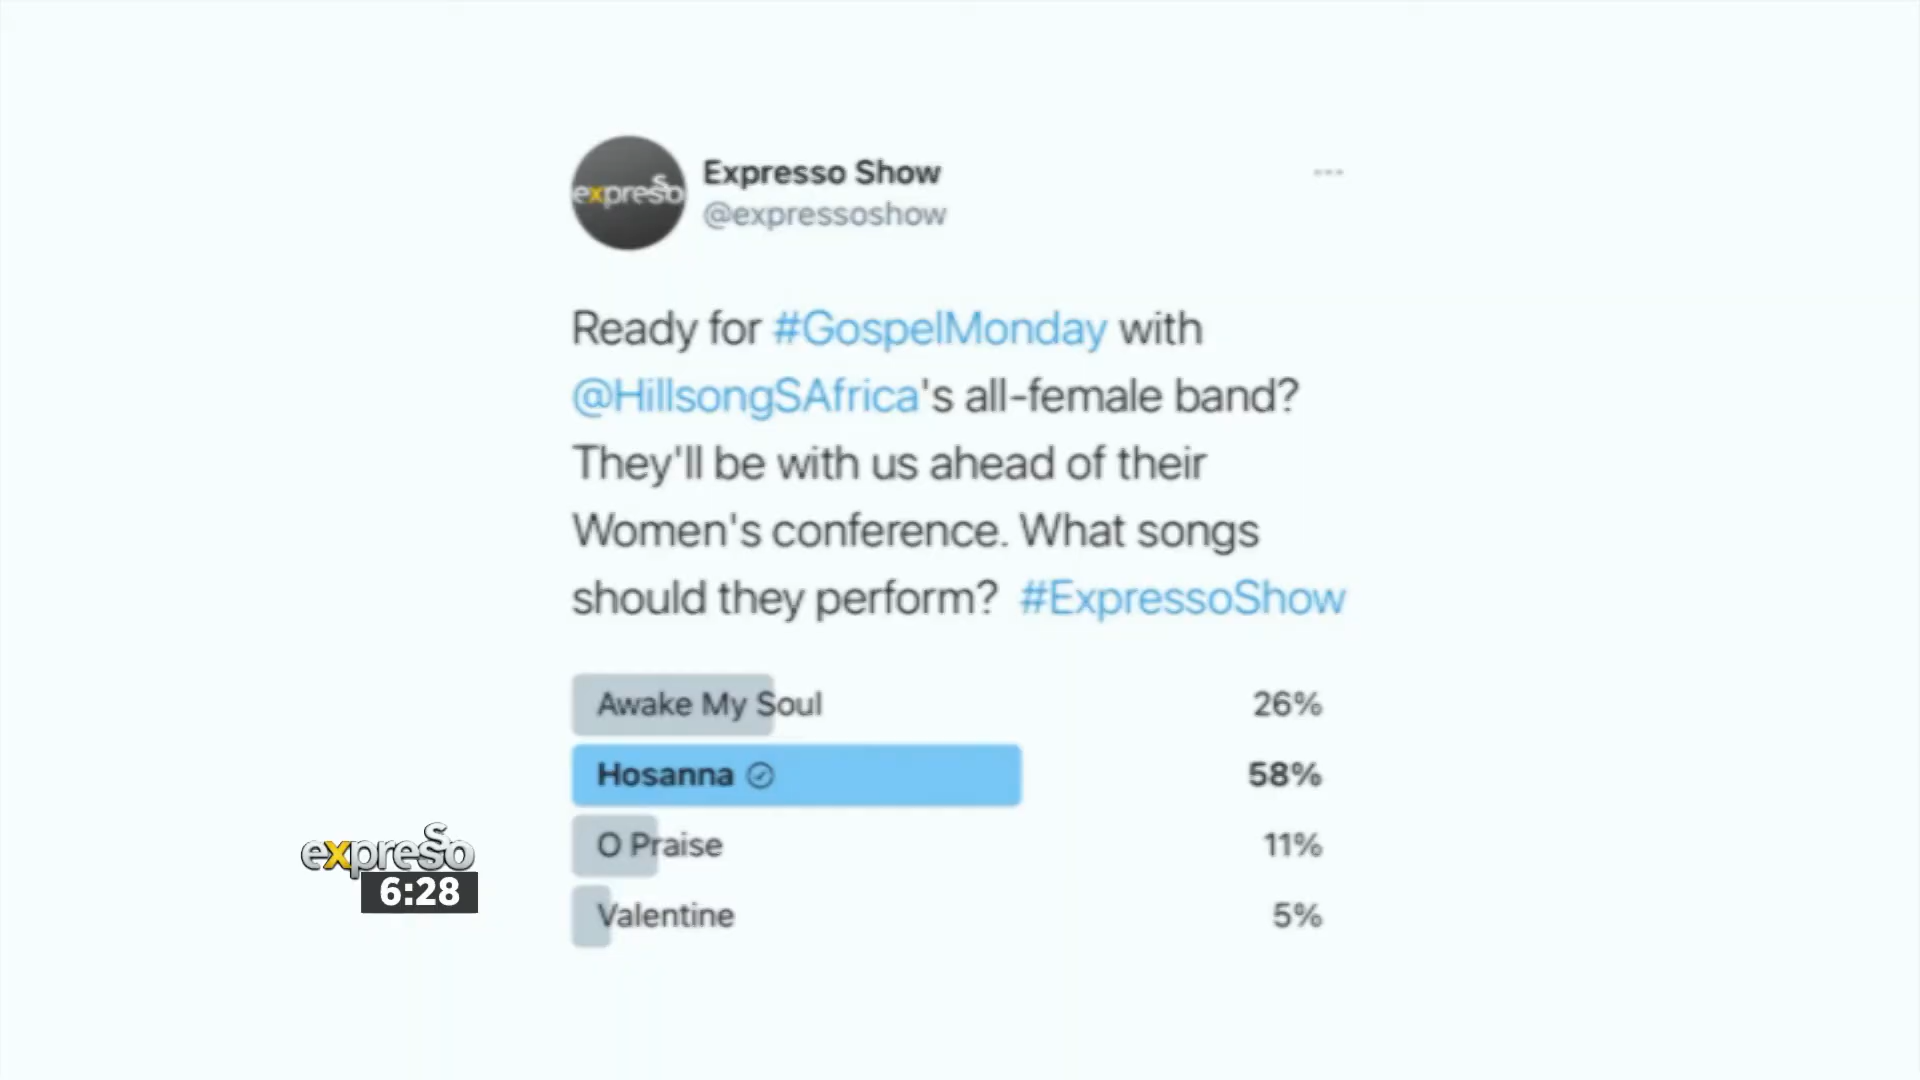 expresso
Expresso Show
@expressoshow
Ready for #GospelMonday with
@HillsongSAfrica's all-female band?
They'll be with us ahead of their
Women's conference. What songs
should they perform? #ExpressoShow
Awake My Soul 26%
Hosanna 58%
O Praise 11%
Valentine 5%
expresso
6:28